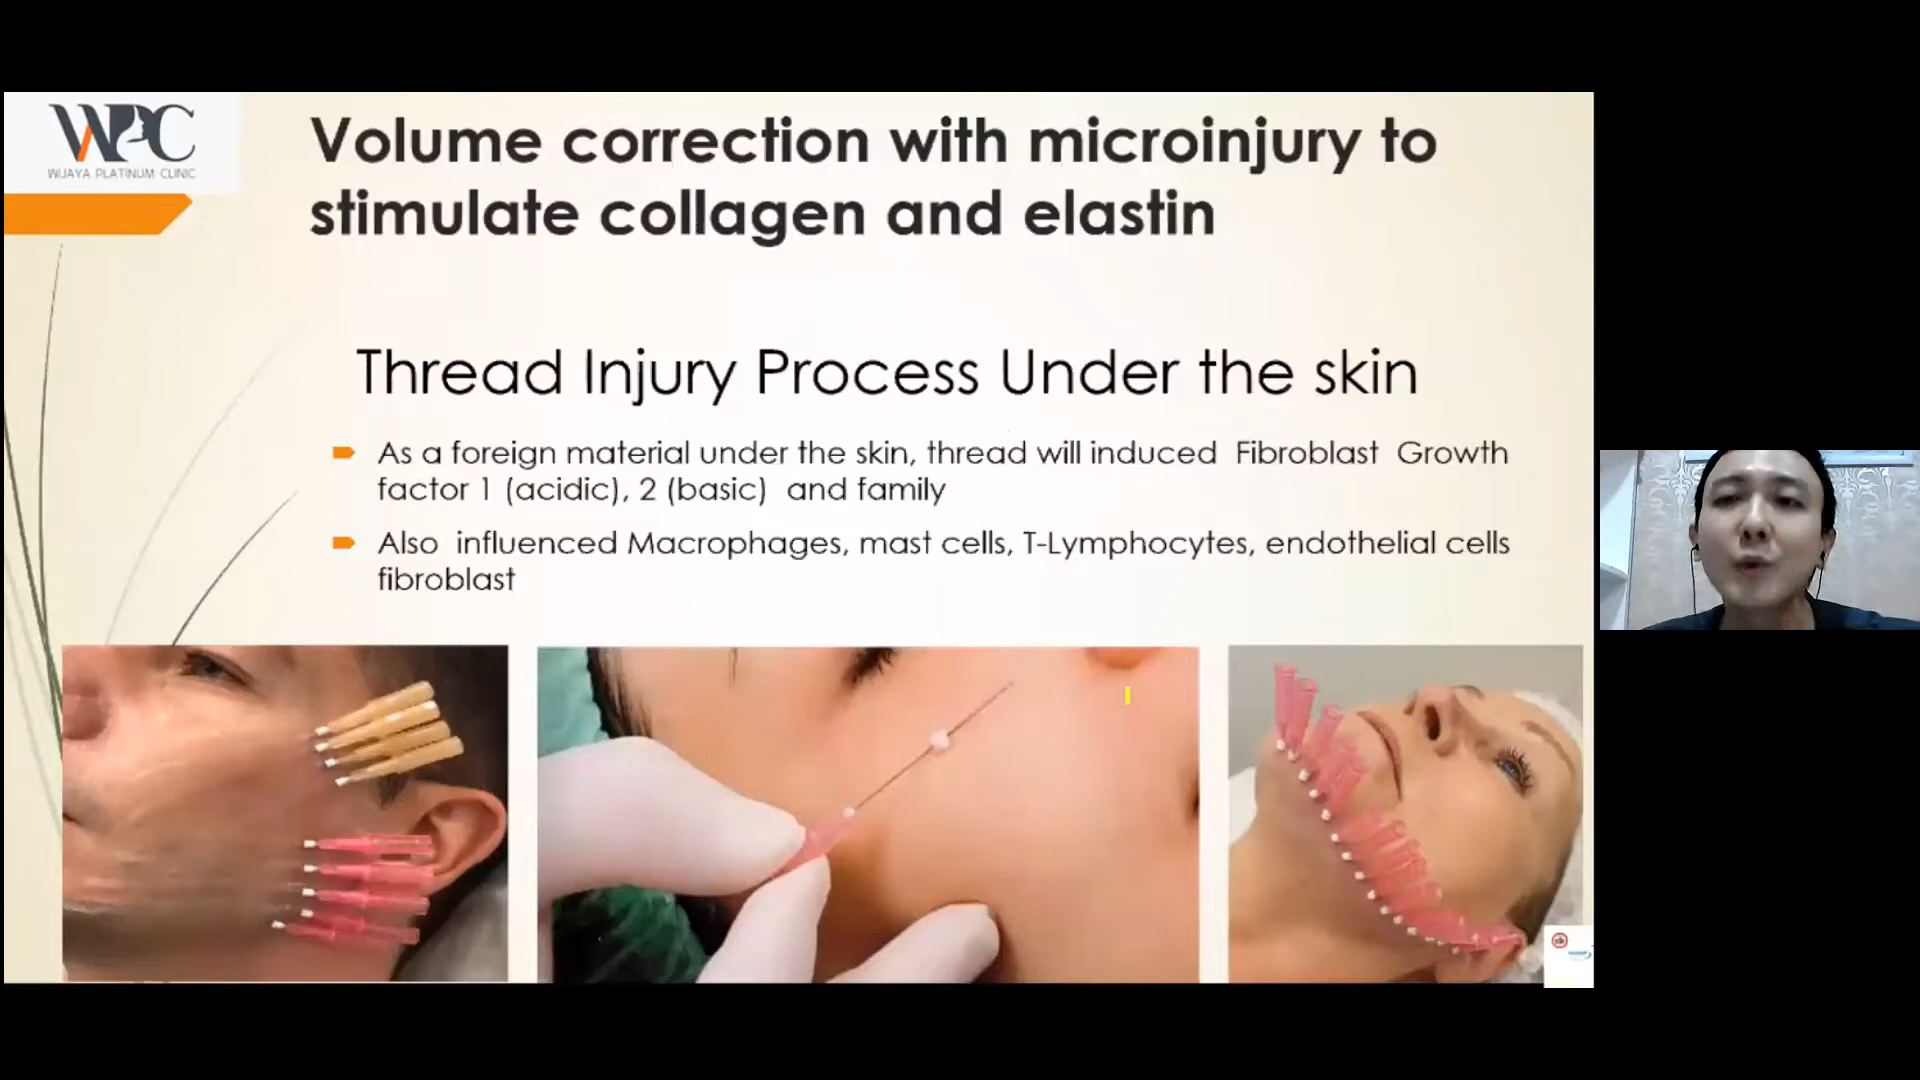 WPC
WIJAYA PLATINUM CLINIC
Volume correction with microinjury to
stimulate collagen and elastin
Thread Injury Process Under the skin
As a foreign material under the skin, thread will induced Fibroblast Growth
factor 1 (acidic), 2 (basic) and family
Also influenced Macrophages, mast cells, T-Lymphocytes, endothelial cells
fibroblast